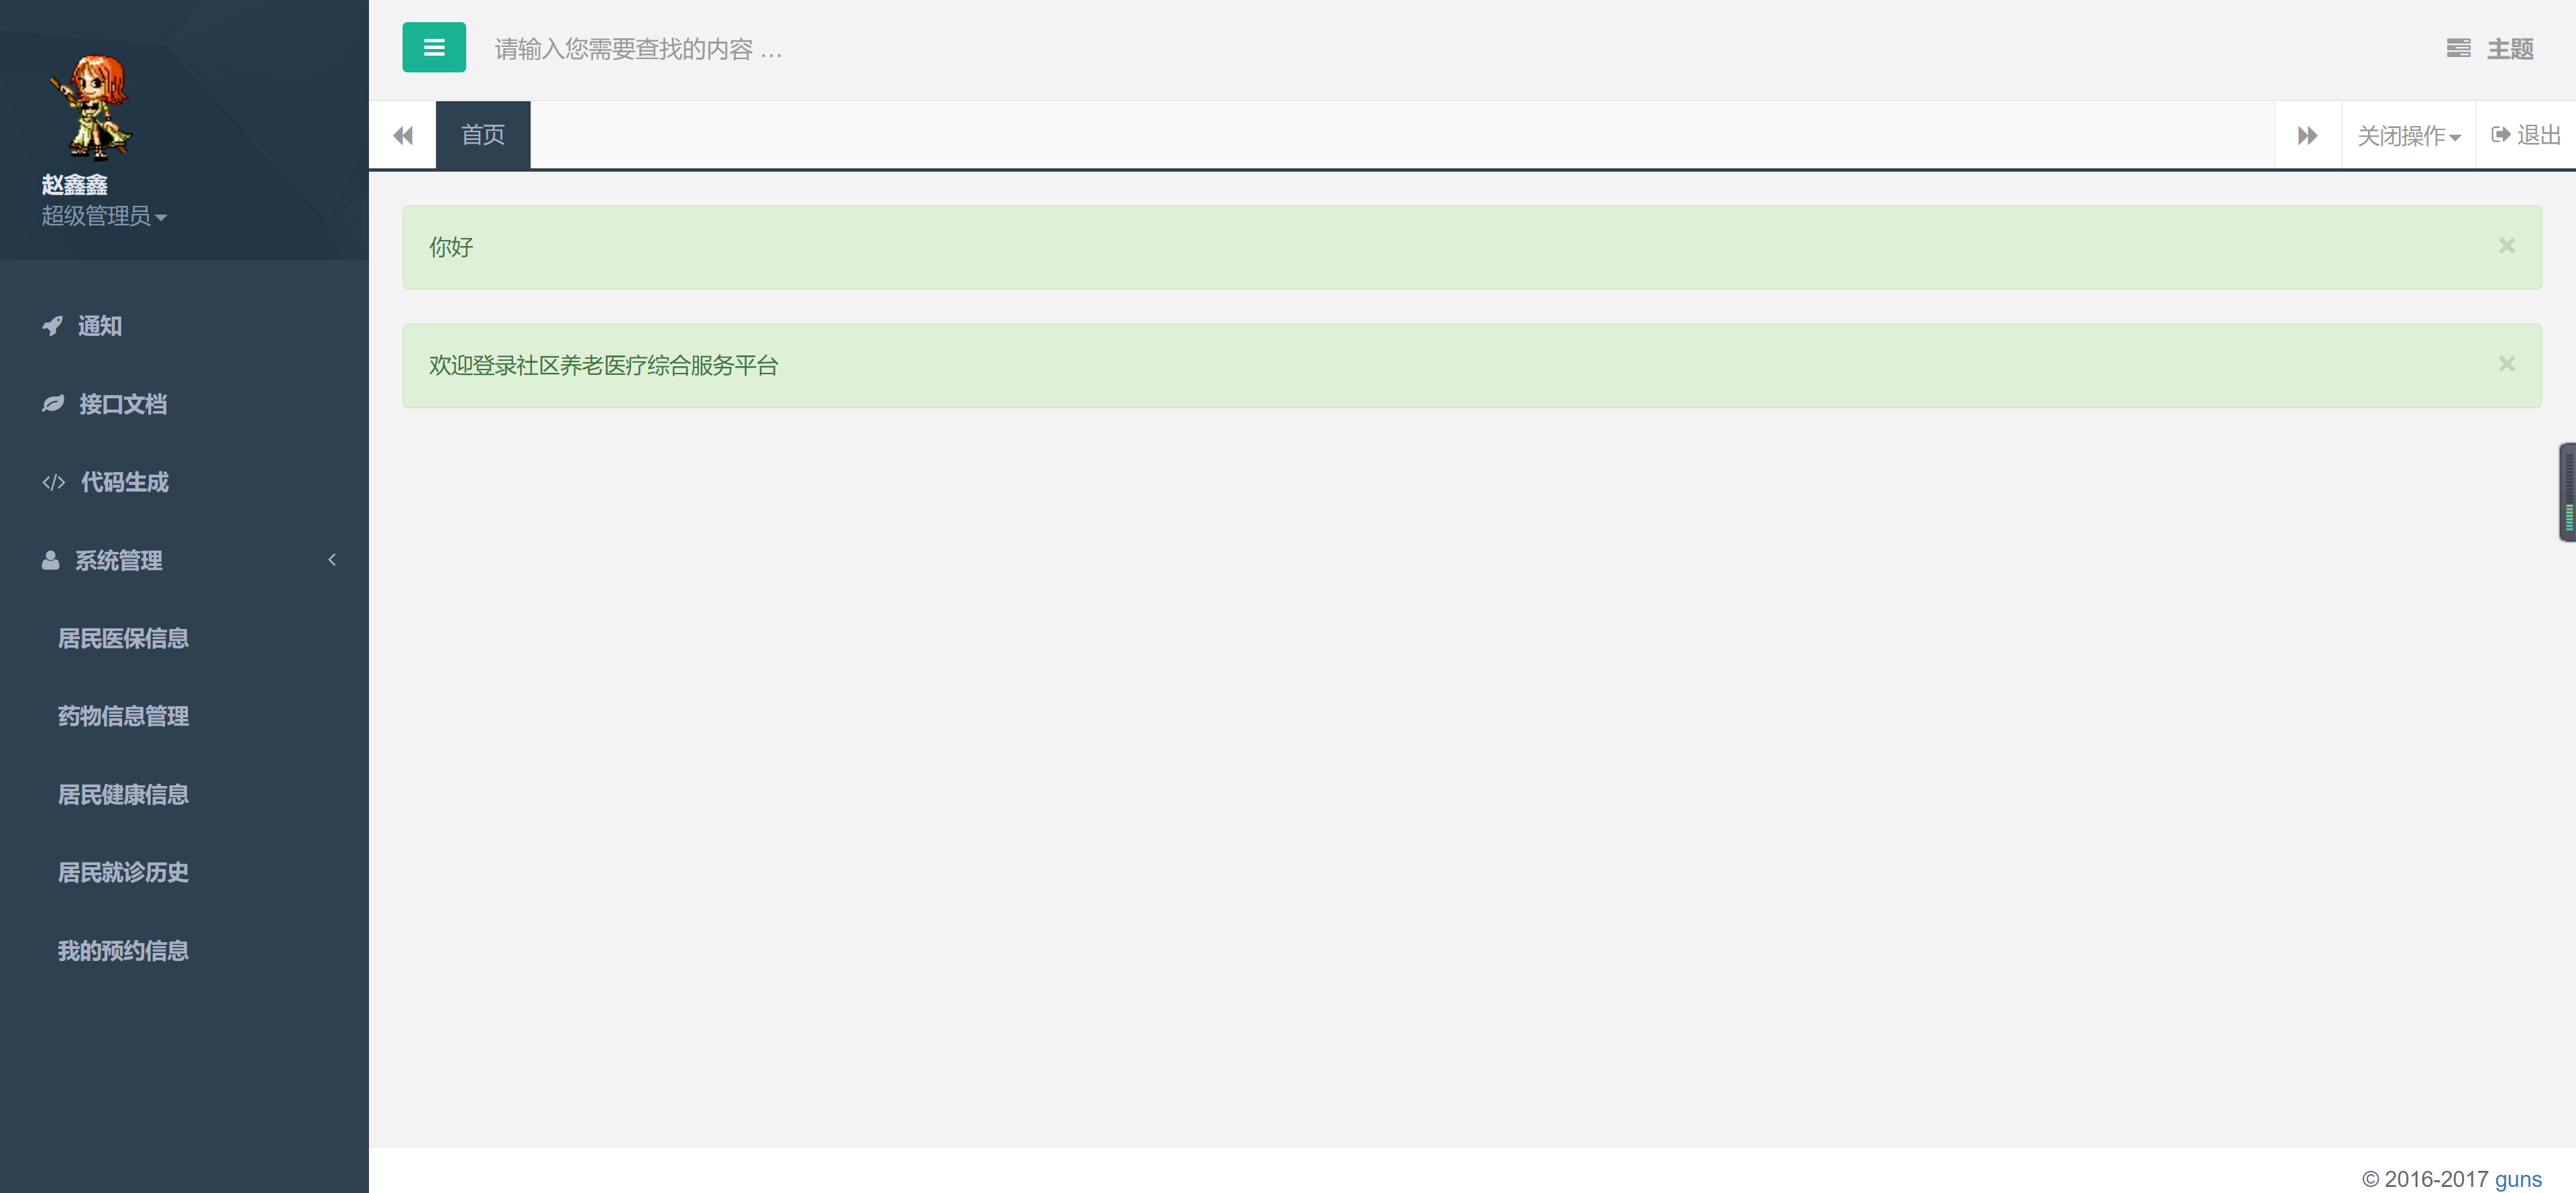 赵鑫鑫
超级管理员
通知
接口文档
代码生成
系统管理
居民医保信息
药物信息管理
居民健康信息
居民就诊历史
我的预约信息
请输入您需要查找的内容 …
主题
首页
关闭操作
退出
你好
×
欢迎登录社区养老医疗综合服务平台
×
© 2016-2017 guns